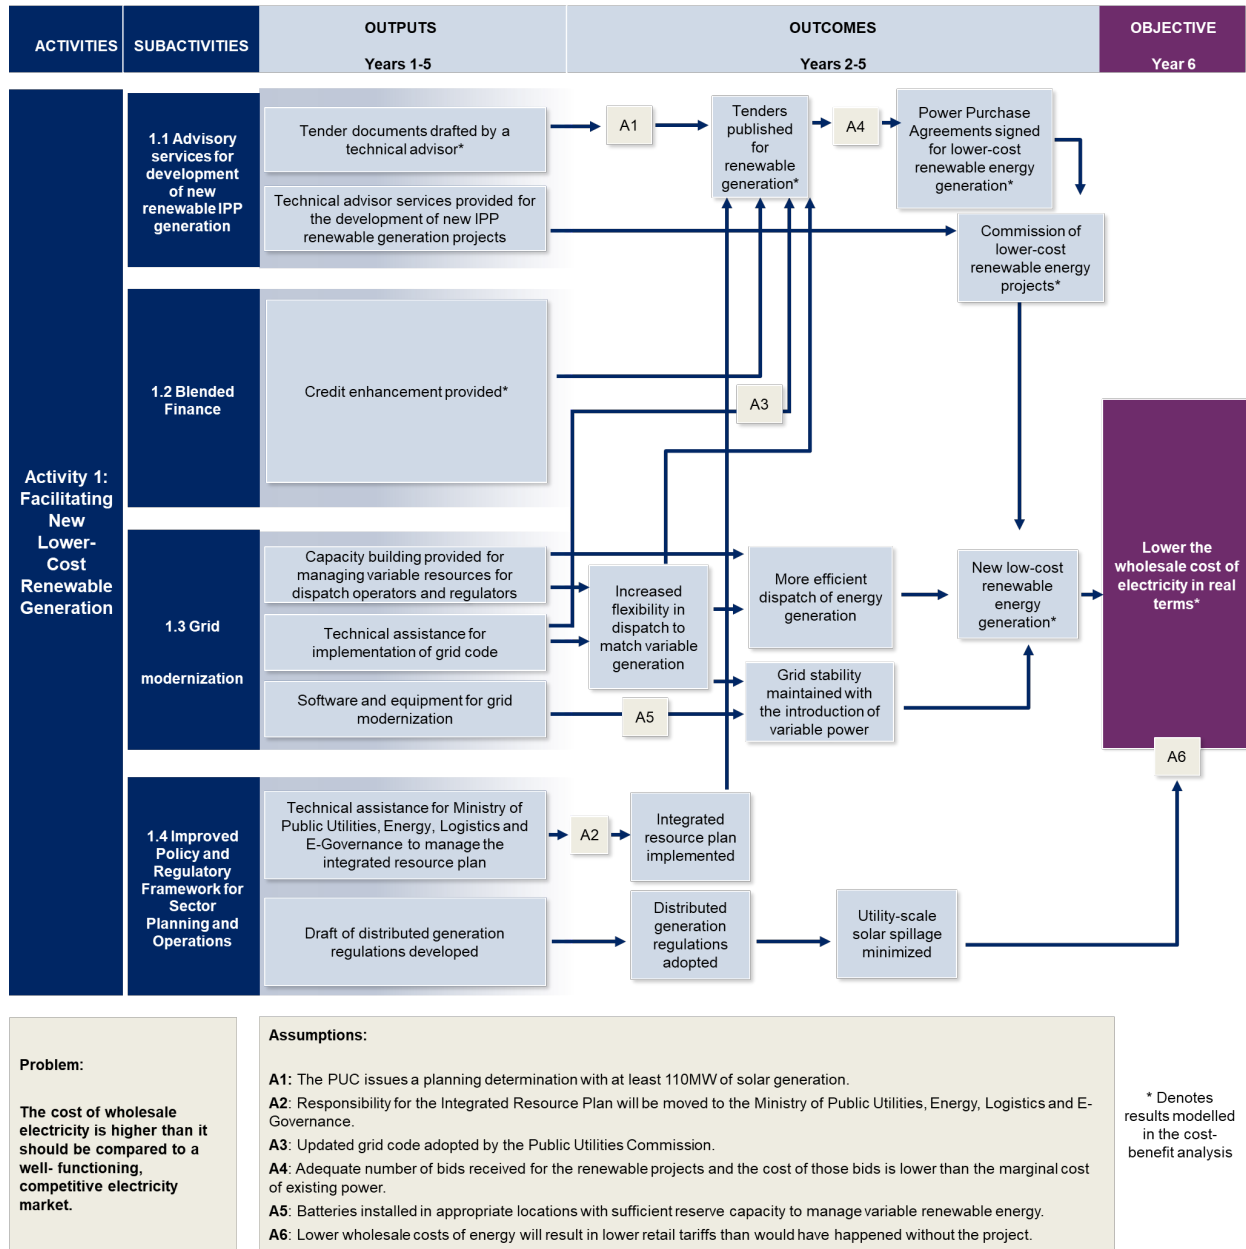 ACTIVITIES
SUBACTIVITIES
OUTPUTS
Years 1-5
OUTCOMES
Years 2-5
OBJECTIVE
Year 6
Activity 1:
Facilitating
New
Lower-
Cost
Renewable
Generation
1.1 Advisory
services for
development
of new
renewable IPP
generation
Tender documents drafted by a
technical advisor*
Technical advisor services provided for
the development of new IPP
renewable generation projects
A1
Tenders
published
for
renewable
generation*
A4
Power Purchase
Agreements signed
for lower-cost
renewable energy
generation*
Commission of
lower-cost
renewable energy
projects*
1.2 Blended
Finance
Credit enhancement provided*
A3
1.3 Grid
modernization
Capacity building provided for
managing variable resources for
dispatch operators and regulators
Technical assistance for
implementation of grid code
Software and equipment for grid
modernization
Increased
flexibility in
dispatch to
match variable
generation
A5
More efficient
dispatch of energy
generation
Grid stability
maintained with
the introduction of
variable power
New low-cost
renewable
energy
generation*
Lower the
wholesale cost of
electricity in real
terms*
A6
1.4 Improved
Policy and
Regulatory
Framework for
Sector
Planning and
Operations
Technical assistance for Ministry of
Public Utilities, Energy, Logistics and
E-Governance to manage the
integrated resource plan
A2
Integrated
resource plan
implemented
Draft of distributed generation
regulations developed
Distributed
generation
regulations
adopted
Utility-scale
solar spillage
minimized
Problem:
The cost of wholesale
electricity is higher than it
should be compared to a
well- functioning,
competitive electricity
market.
Assumptions:
A1: The PUC issues a planning determination with at least 110MW of solar generation.
A2: Responsibility for the Integrated Resource Plan will be moved to the Ministry of Public Utilities, Energy, Logistics and E-
Governance.
A3: Updated grid code adopted by the Public Utilities Commission.
A4: Adequate number of bids received for the renewable projects and the cost of those bids is lower than the marginal cost
of existing power.
A5: Batteries installed in appropriate locations with sufficient reserve capacity to manage variable renewable energy.
A6: Lower wholesale costs of energy will result in lower retail tariffs than would have happened without the project.
* Denotes
results modelled
in the cost-
benefit analysis